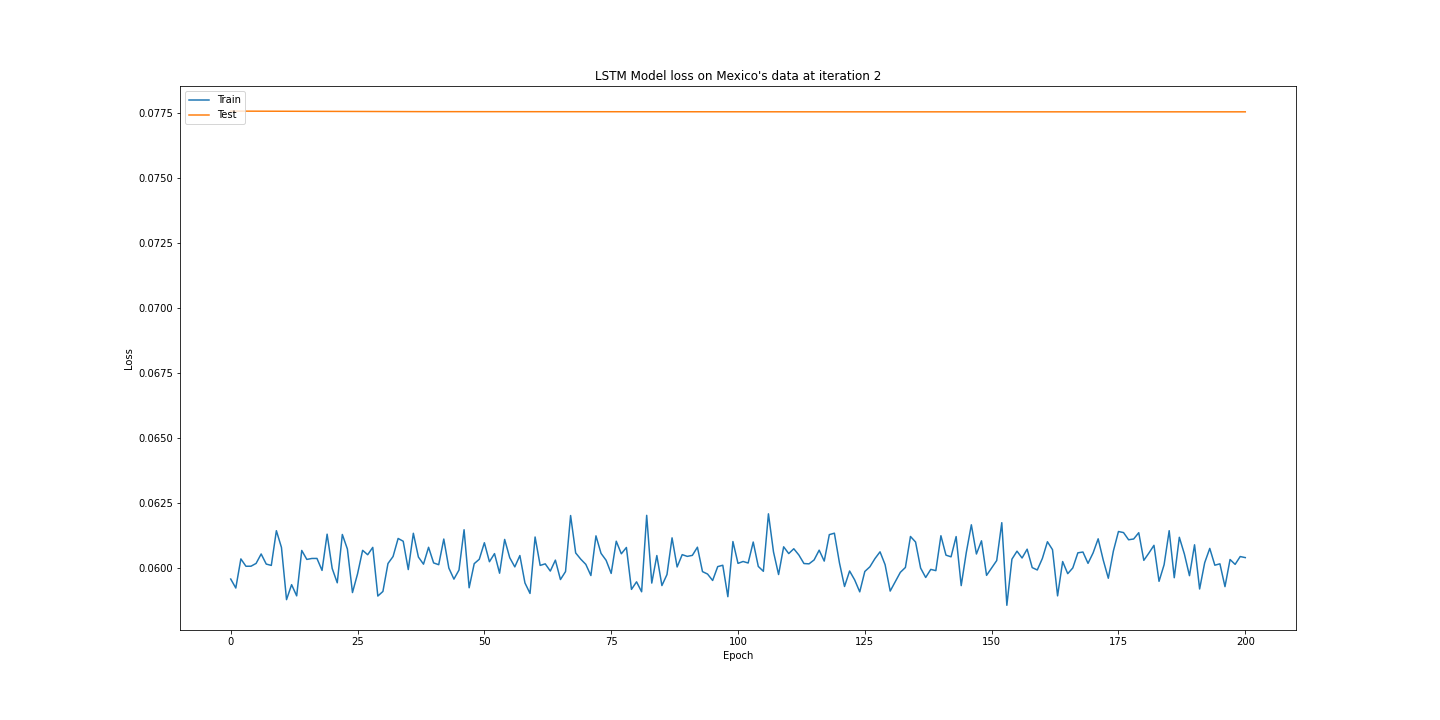 LSTM Model loss on Mexico's data at iteration 2
Train
Test
0.0775
0.0750
0.0725
0.0700
0.0675
0.0650
0.0625
0.0600
Loss
0 25 50 75 100 125 150 175 200
Epoch